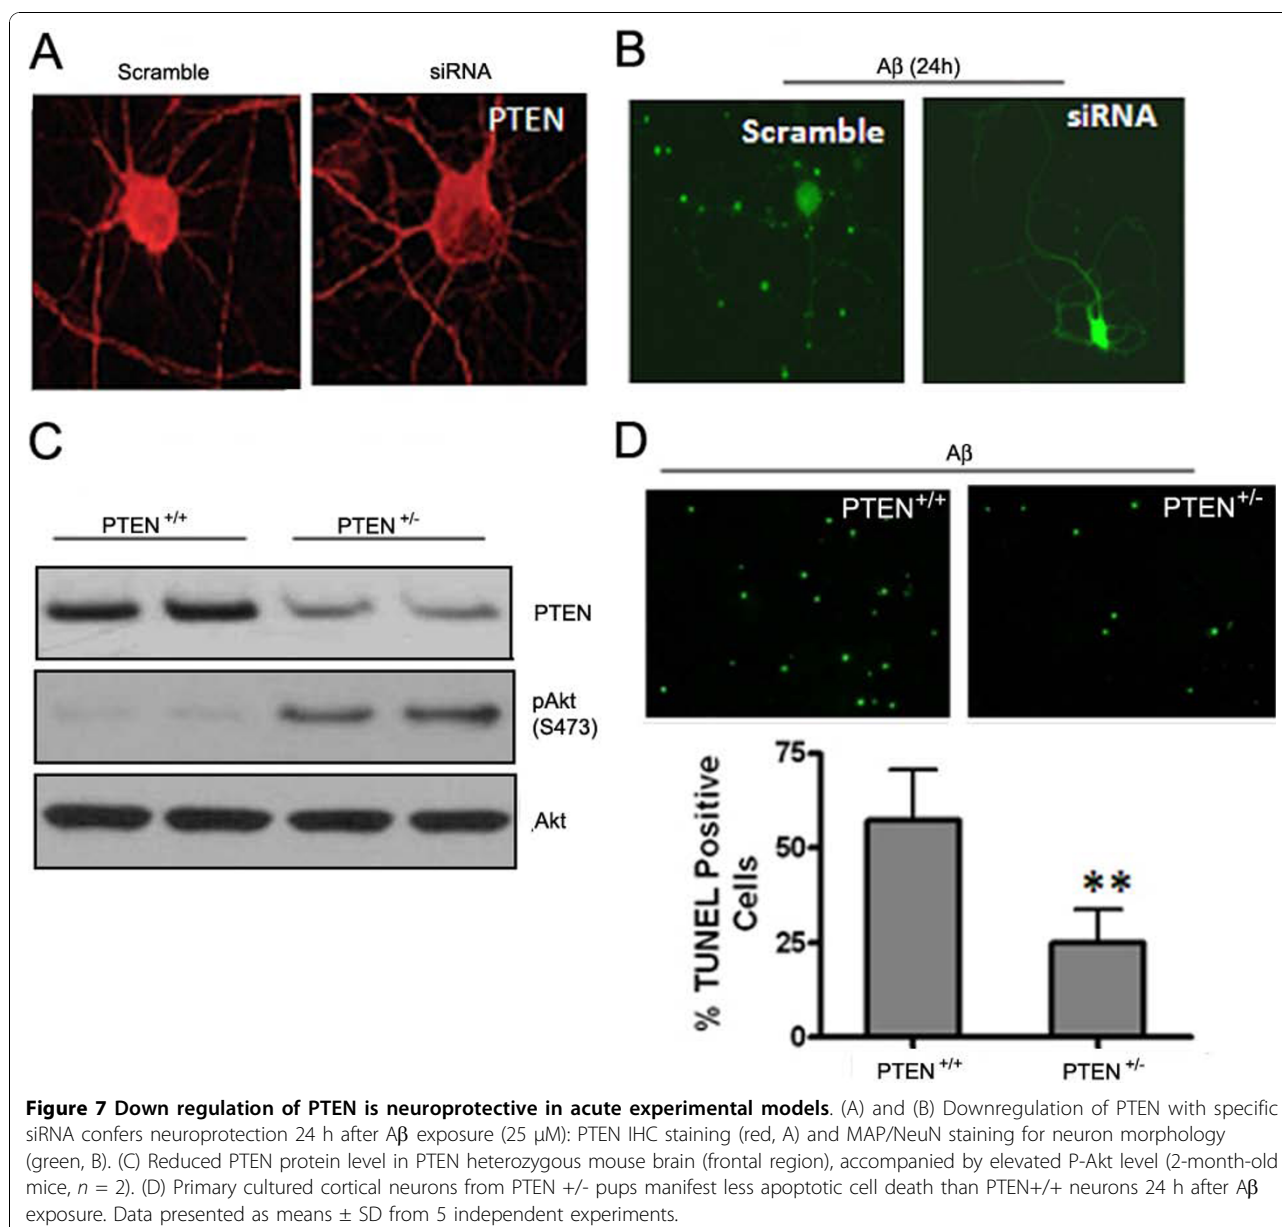 A
Scramble
siRNA
PTEN
B
Aβ (24h)
Scramble
siRNA
C
PTEN +/+
PTEN +/-
PTEN
pAkt
(S473)
Akt
D
Aβ
PTEN+/+
PTEN+/-
% TUNEL Positive
Cells
75
50
25
0
**
PTEN +/+
PTEN +/-
Figure 7 Down regulation of PTEN is neuroprotective in acute experimental models. (A) and (B) Downregulation of PTEN with specific
siRNA confers neuroprotection 24 h after Aβ exposure (25 μM): PTEN IHC staining (red, A) and MAP/NeuN staining for neuron morphology
(green, B). (C) Reduced PTEN protein level in PTEN heterozygous mouse brain (frontal region), accompanied by elevated P-Akt level (2-month-old
mice, n = 2). (D) Primary cultured cortical neurons from PTEN +/- pups manifest less apoptotic cell death than PTEN+/+ neurons 24 h after Aβ
exposure. Data presented as means ± SD from 5 independent experiments.